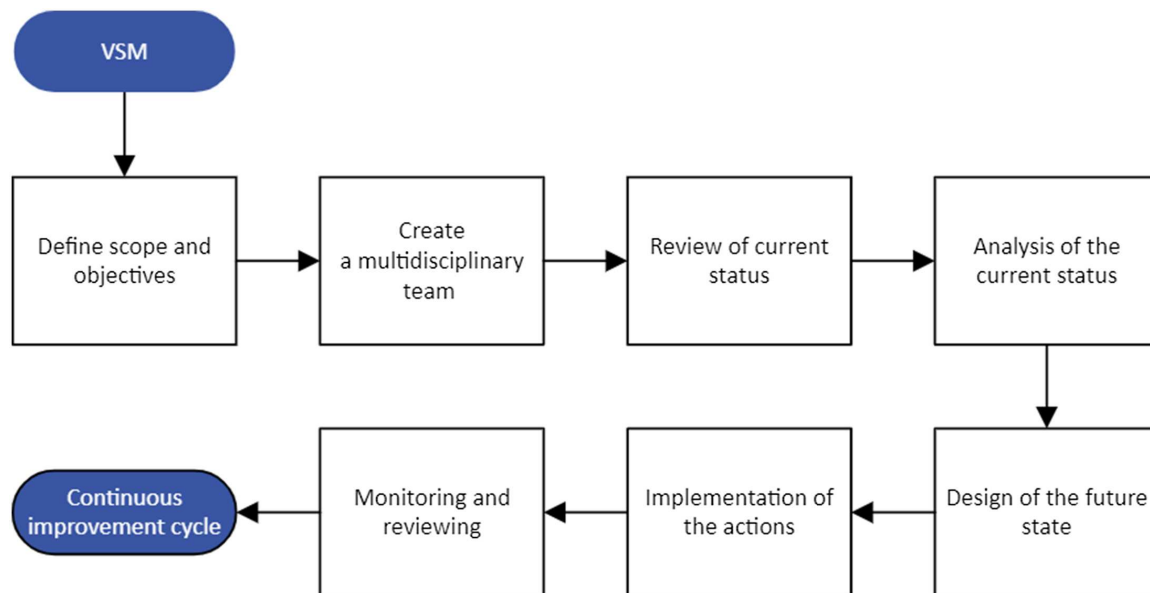 VSM
Define scope and
objectives
Create
a multidisciplinary
team
Review of current
status
Analysis of the
current status
Design of the future
state
Implementation of
the actions
Monitoring and
reviewing
Continuous
improvement cycle